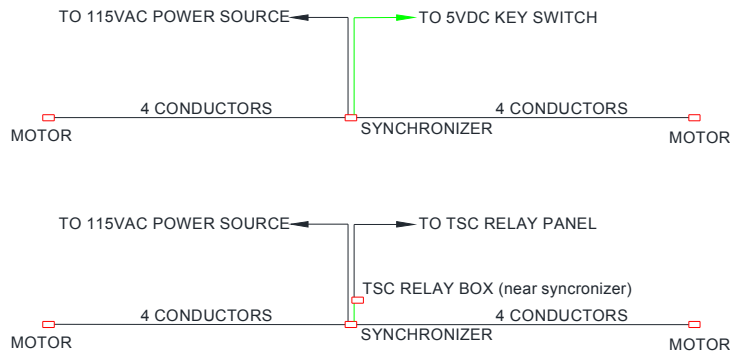 TO 115VAC POWER SOURCE
TO 5VDC KEY SWITCH
4 CONDUCTORS
4 CONDUCTORS
MOTOR
SYNCHRONIZER
MOTOR
TO 115VAC POWER SOURCE
TO TSC RELAY PANEL
TSC RELAY BOX (near syncronizer)
4 CONDUCTORS
4 CONDUCTORS
MOTOR
SYNCHRONIZER
MOTOR